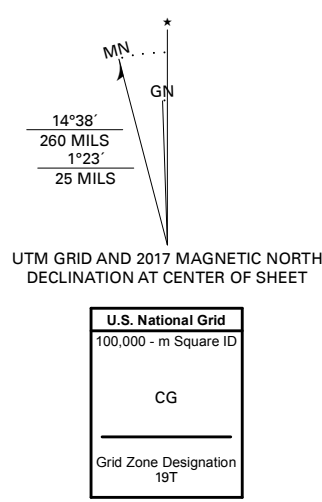 ★
MN
GN
14°38´
260 MILS
1°23´
25 MILS
UTM GRID AND 2017 MAGNETIC NORTH
DECLINATION AT CENTER OF SHEET
U.S. National Grid
100,000 - m Square ID
CG
Grid Zone Designation
19T